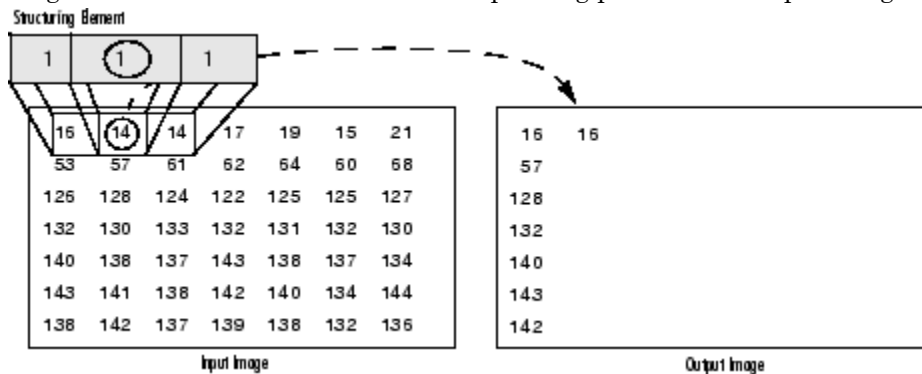 Structuring Element
1 1 1
16 14 14 17 19 15 21
53 57 61 62 64 60 68
126 128 124 122 125 125 127
132 130 133 132 131 132 130
140 138 137 143 138 137 134
143 141 138 142 140 134 144
138 142 137 139 138 132 136
Input Image
16 16
57
128
132
140
143
142
Output Image